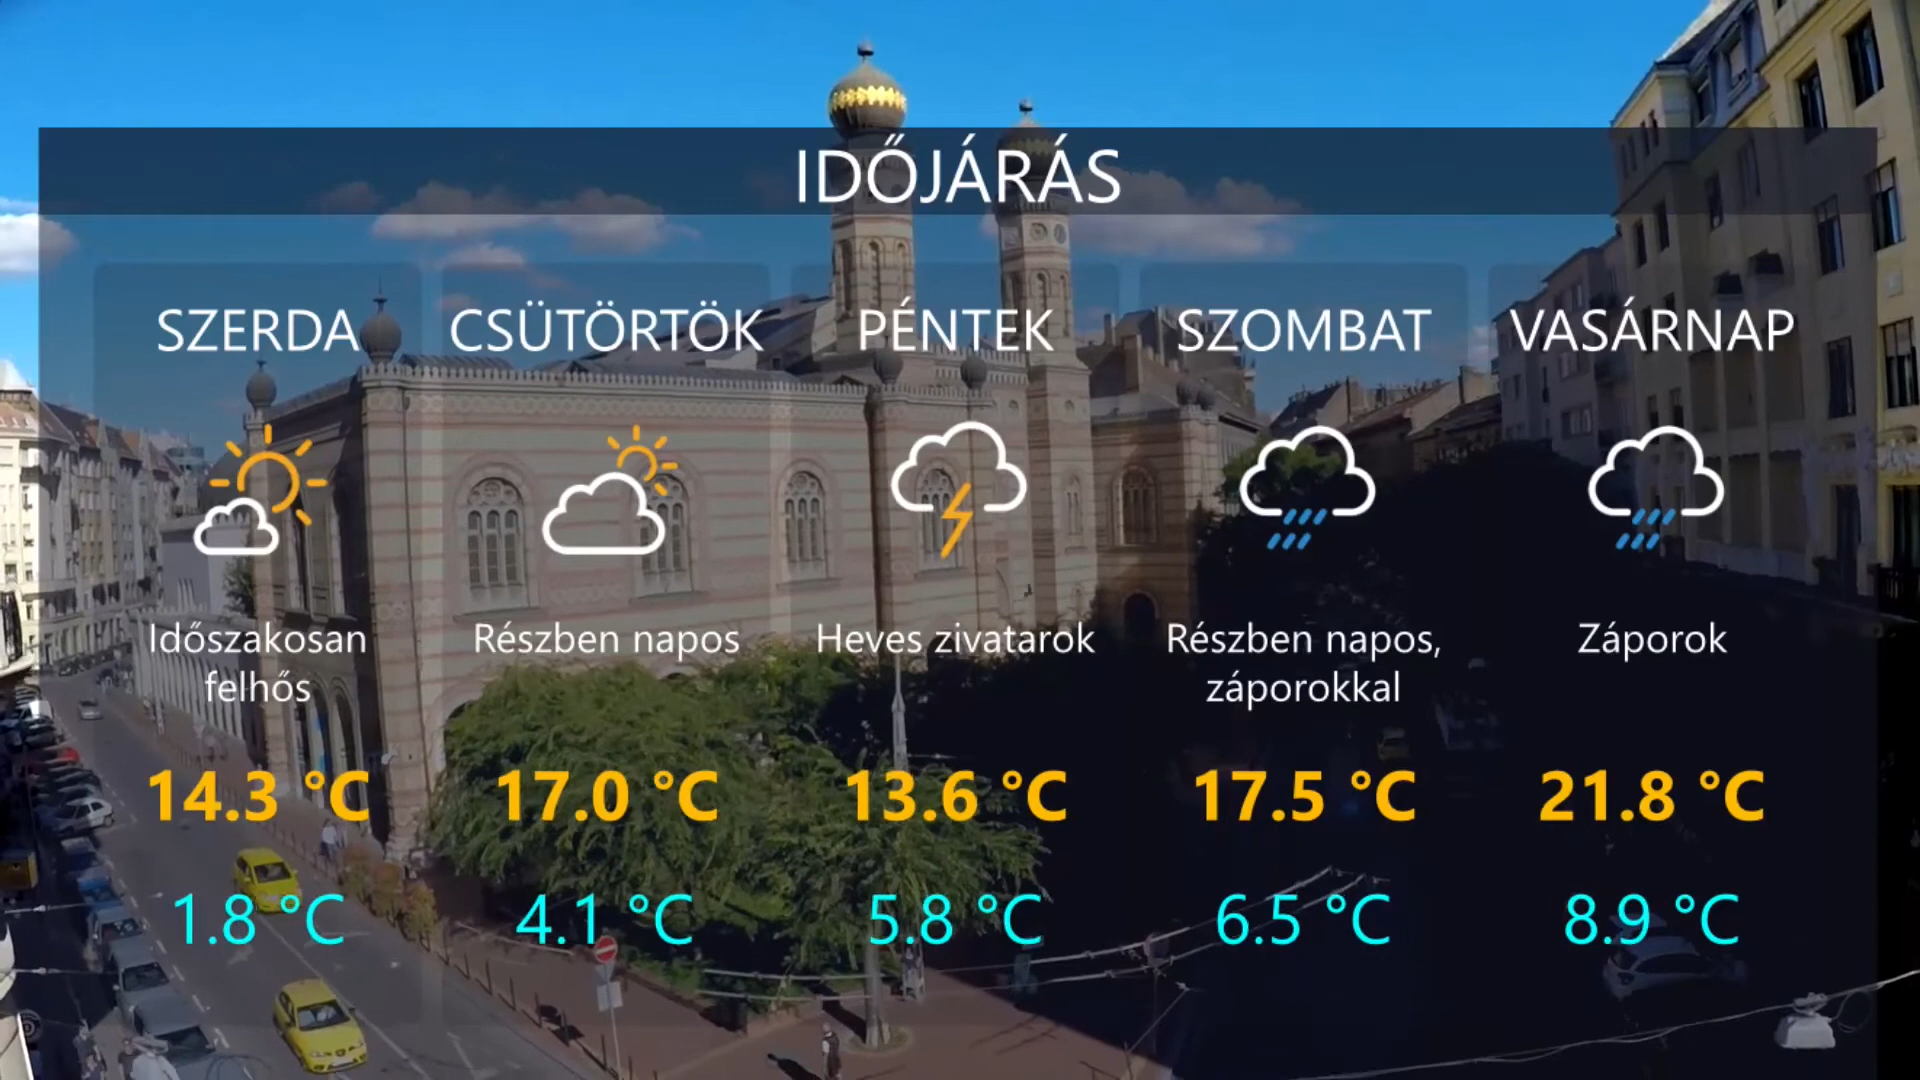 IDŐJÁRÁS
SZERDA
Időszakosan
felhős
14.3 °C
1.8 °C
CSÜTÖRTÖK
Részben napos
17.0 °C
4.1 °C
PÉNTEK
Heves zivatarok
13.6 °C
5.8 °C
SZOMBAT
Részben napos,
záporokkal
17.5 °C
6.5 °C
VASÁRNAP
Záporok
21.8 °C
8.9 °C